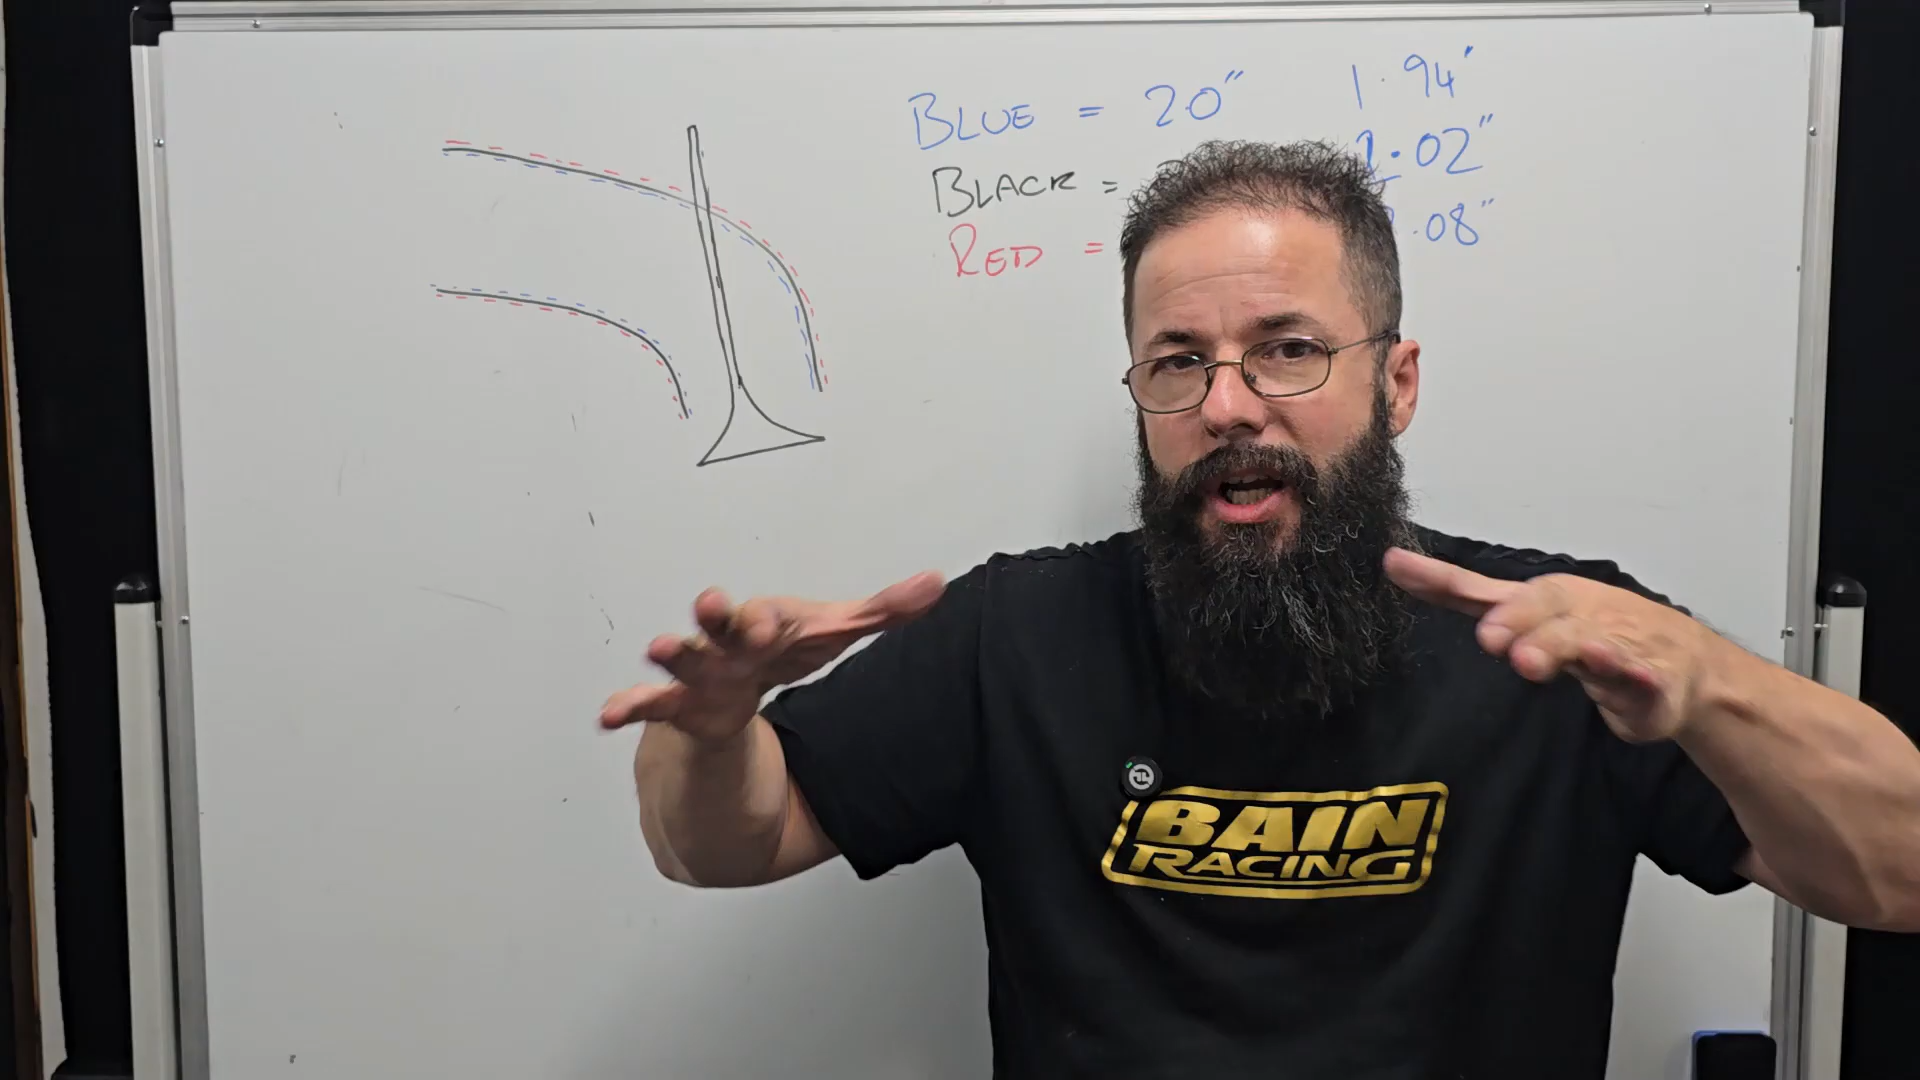 BLUE = 20" 1.94"
BLACK = 2.02"
RED = .08"
BAIN
RACING